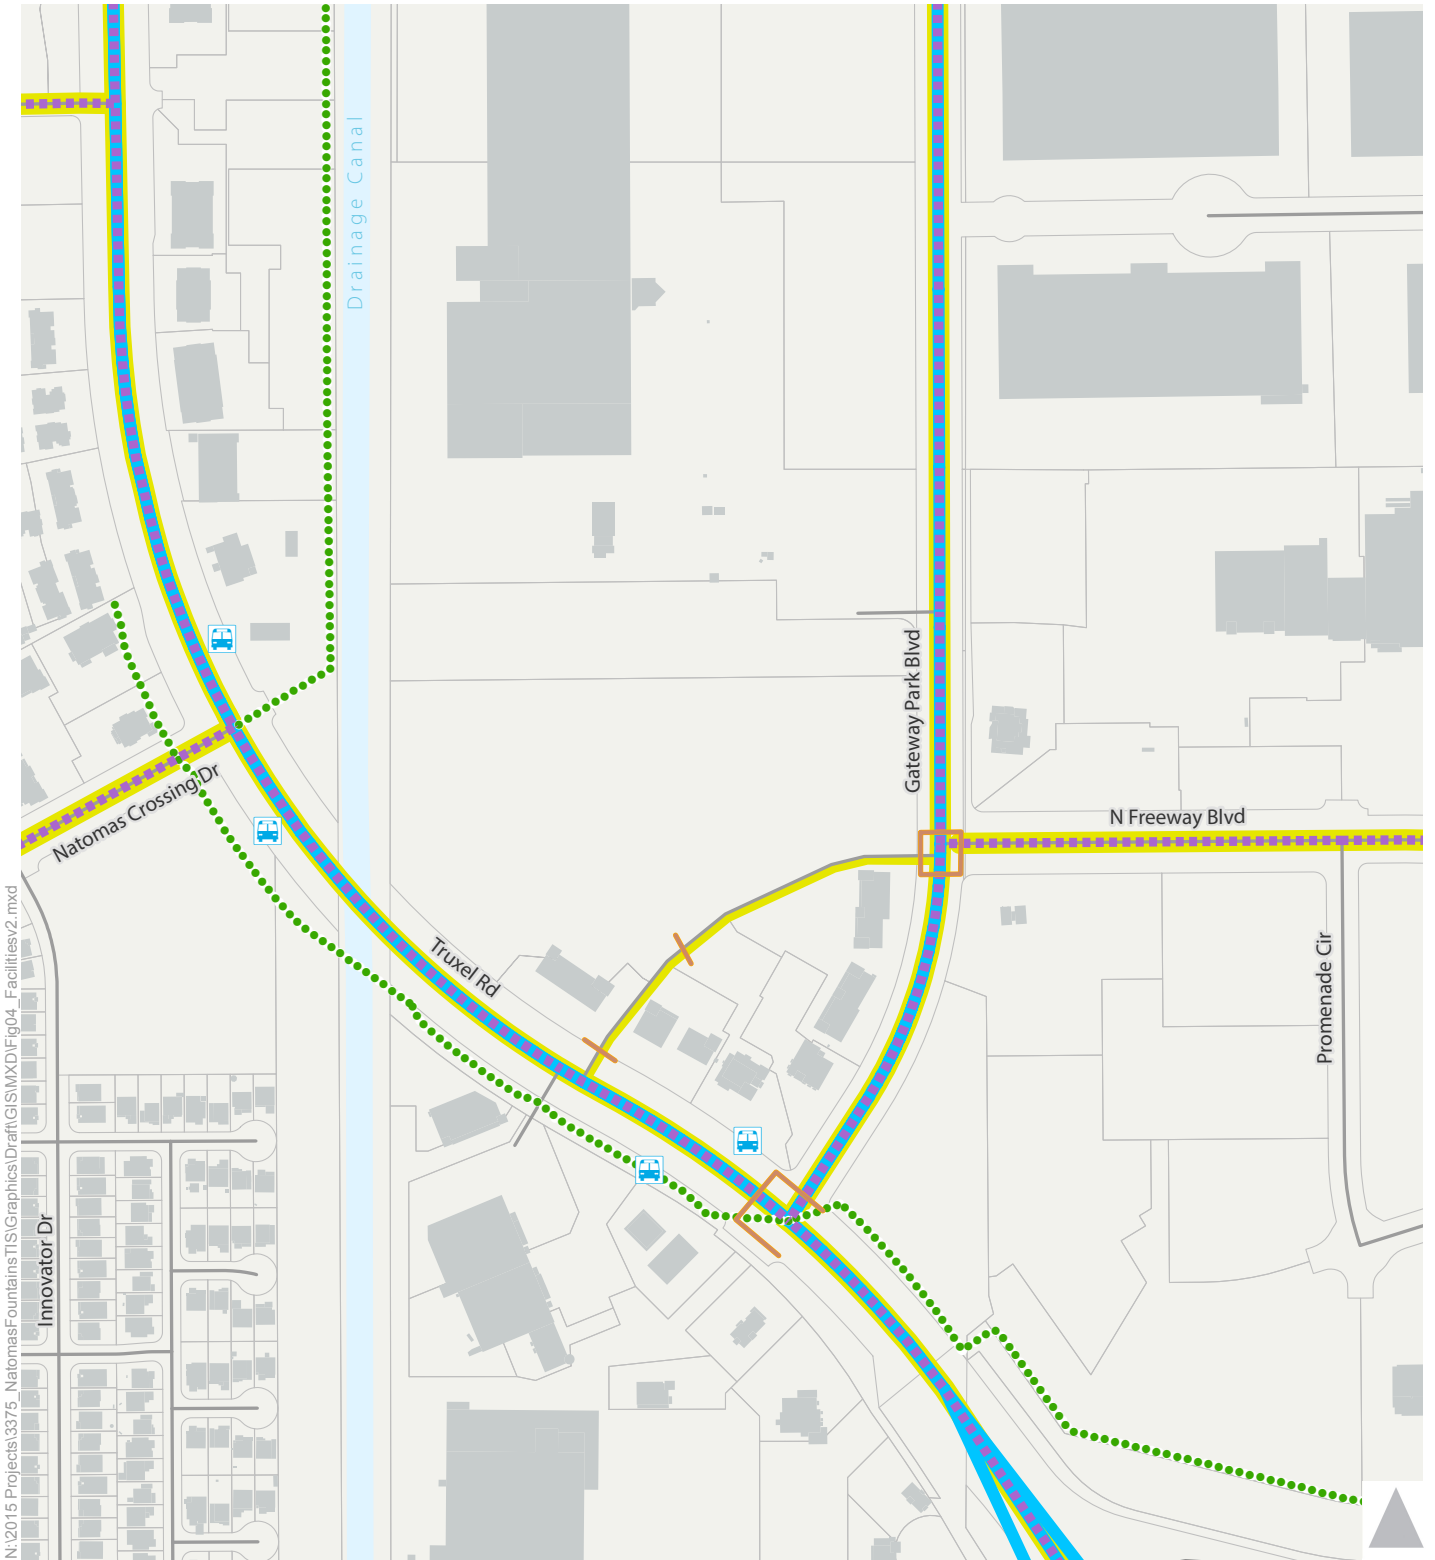 Drainage Canal
Gateway Park Blvd
N Freeway Blvd
Natomas Crossing Dr
Truxel Rd
Promenade Cir
Innovator Dr
N:\2015 Projects\3375_NatomasFountainsTIS\Graphics\Draft\GIS\MXD\Fig04_Facilitiesv2.mxd